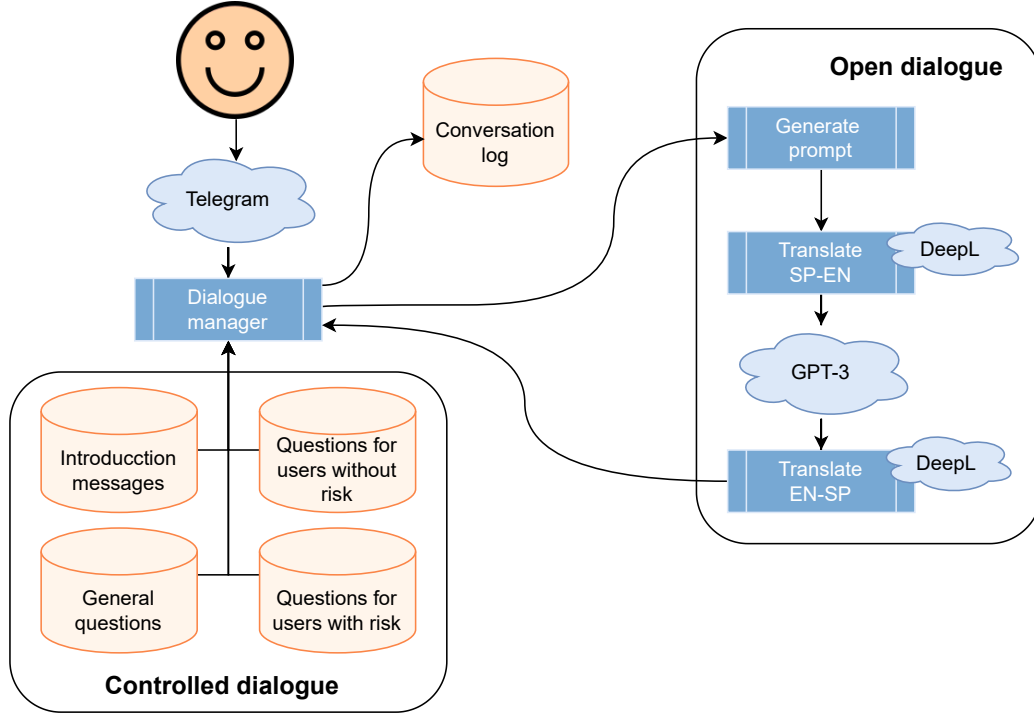 Open dialogue
Conversation
log
Generate
prompt
Telegram
Translate
SP-EN
DeepL
Dialogue
manager
GPT-3
Introducction
messages
Questions for
users without
risk
Translate
EN-SP
DeepL
General
questions
Questions for
users with risk
Controlled dialogue